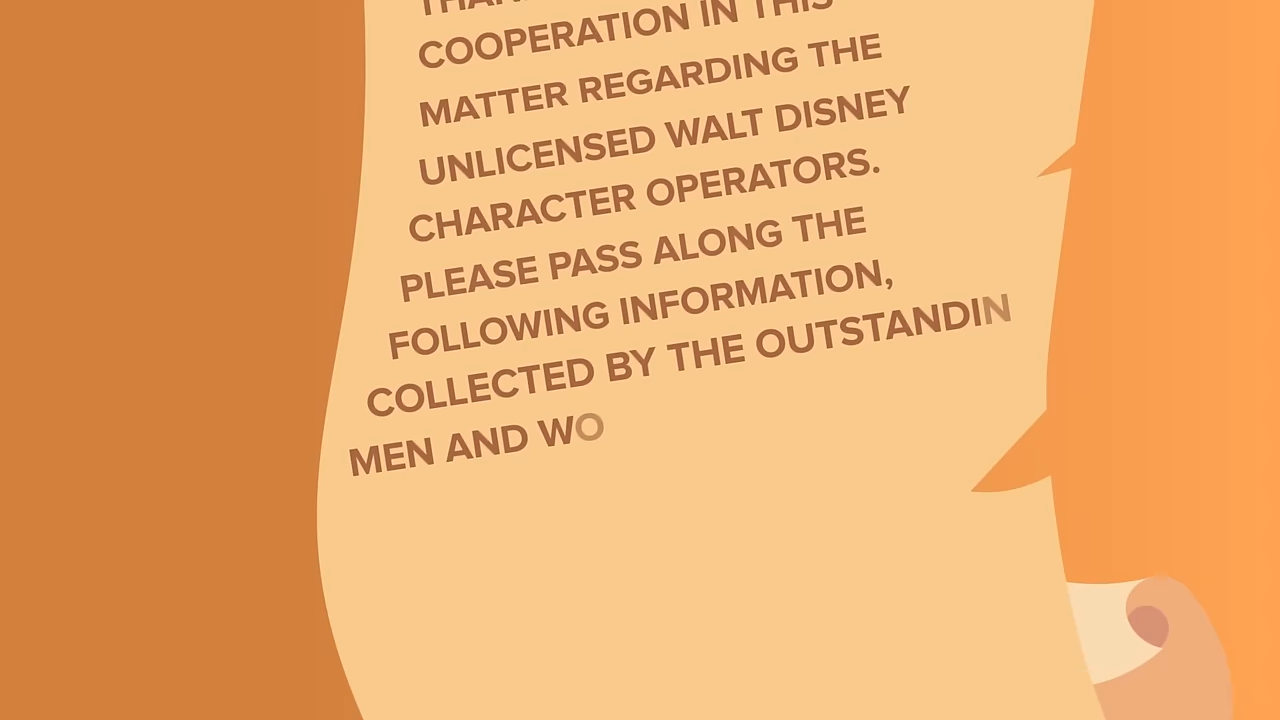 COOPERATION IN THIS
MATTER REGARDING THE
UNLICENSED WALT DISNEY
CHARACTER OPERATORS.
PLEASE PASS ALONG THE
FOLLOWING INFORMATION,
COLLECTED BY THE OUTSTANDIN
MEN AND WO